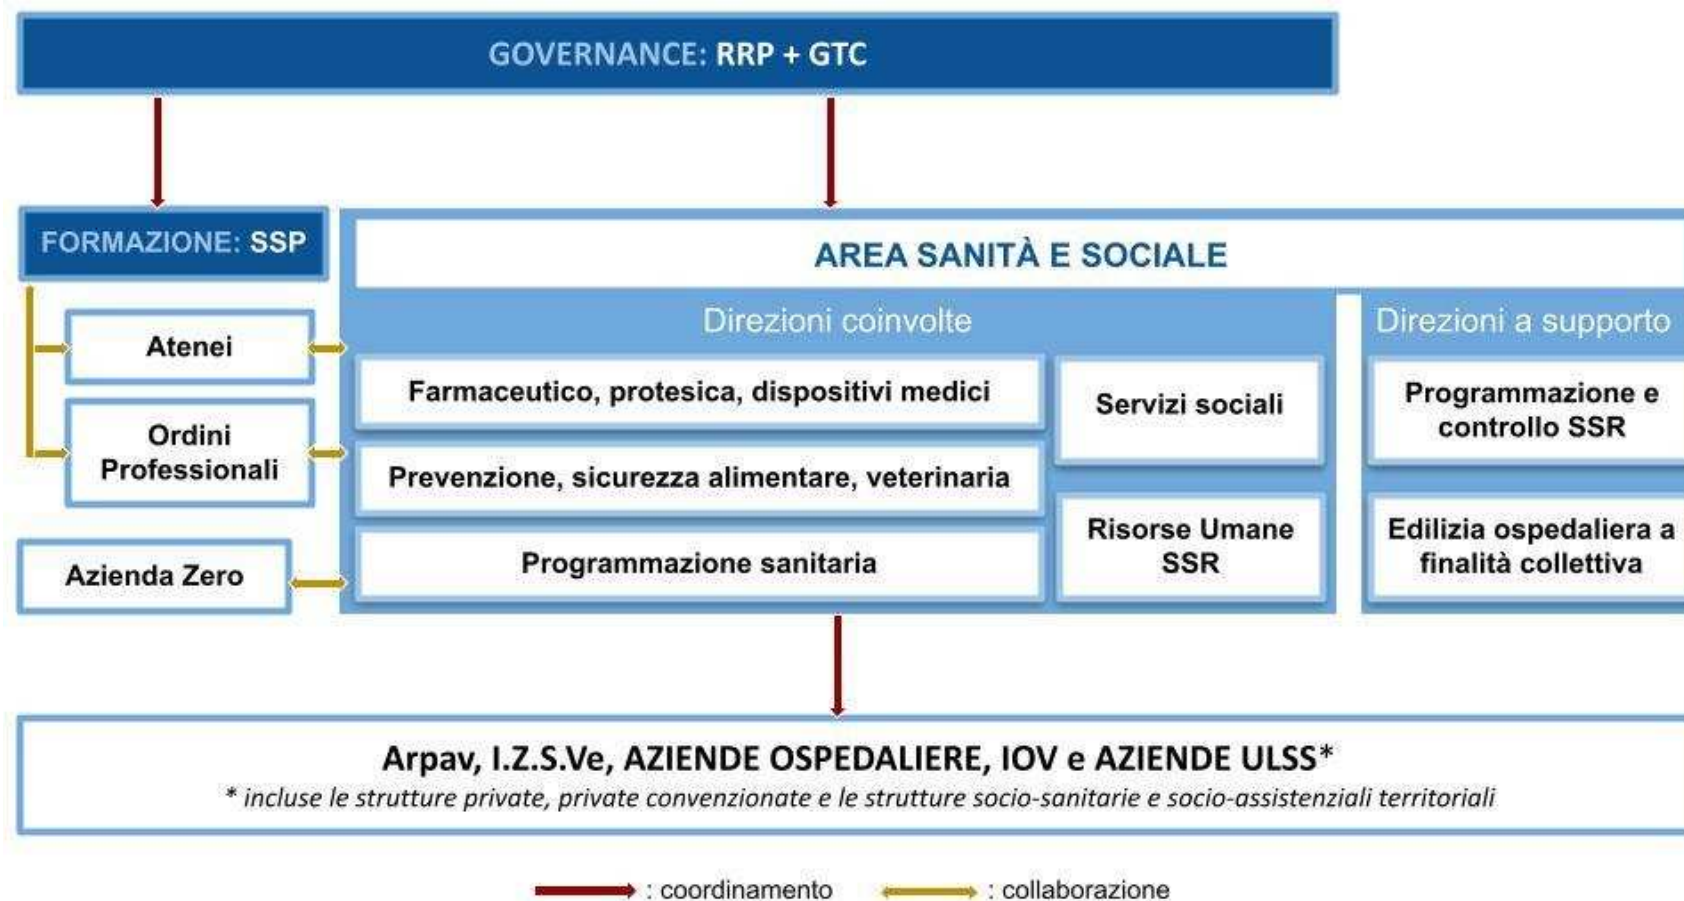 GOVERNANCE: RRP + GTC
FORMAZIONE: SSP
AREA SANITÀ E SOCIALE
Atenei
Ordini
Professionali
Azienda Zero
Direzioni coinvolte
Farmaceutico, protesica, dispositivi medici
Prevenzione, sicurezza alimentare, veterinaria
Programmazione sanitaria
Servizi sociali
Risorse Umane
SSR
Direzioni a supporto
Programmazione e
controllo SSR
Edilizia ospedaliera a
finalità collettiva
Arpav, I.Z.S.Ve, AZIENDE OSPEDALIERE, IOV e AZIENDE ULSS*
* incluse le strutture private, private convenzionate e le strutture socio-sanitarie e socio-assistenziali territoriali
: coordinamento
: collaborazione